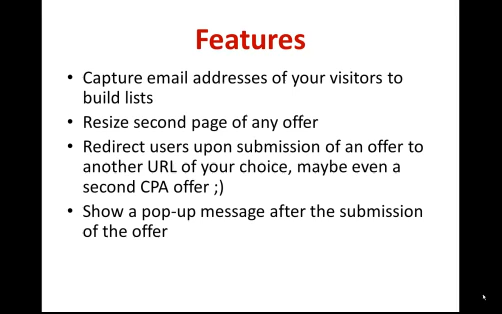 Features
• Capture email addresses of your visitors to
build lists
• Resize second page of any offer
• Redirect users upon submission of an offer to
another URL of your choice, maybe even a
second CPA offer ;)
• Show a pop-up message after the submission
of the offer